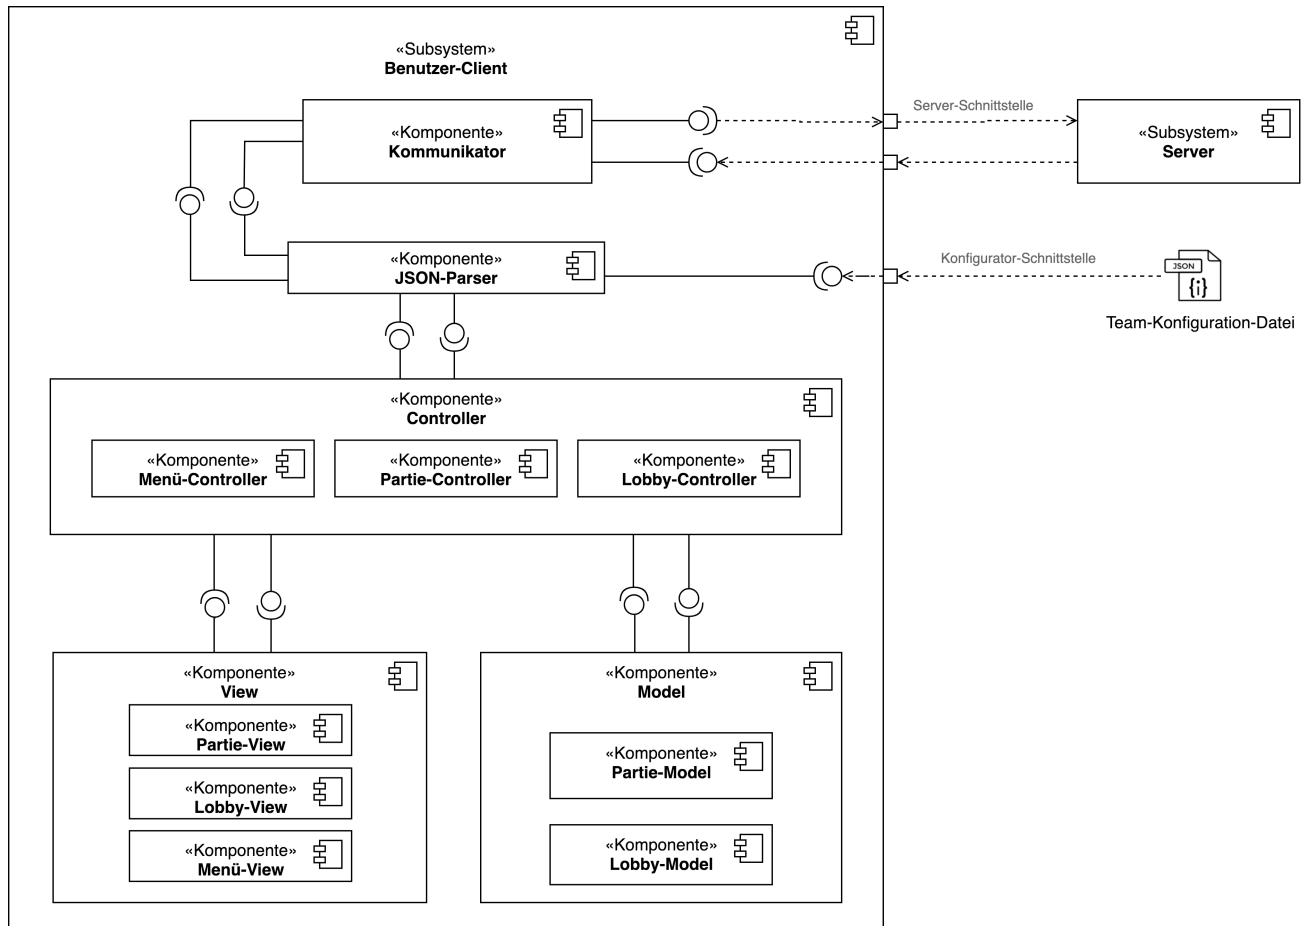 «Subsystem»
Benutzer-Client
Server-Schnittstelle
«Komponente»
Kommunikator
«Subsystem»
Server
«Komponente»
JSON-Parser
Konfigurator-Schnittstelle
JSON
{i}
Team-Konfiguration-Datei
«Komponente»
Controller
«Komponente»
Menü-Controller
«Komponente»
Partie-Controller
«Komponente»
Lobby-Controller
«Komponente»
View
«Komponente»
Partie-View
«Komponente»
Lobby-View
«Komponente»
Menü-View
«Komponente»
Model
«Komponente»
Partie-Model
«Komponente»
Lobby-Model